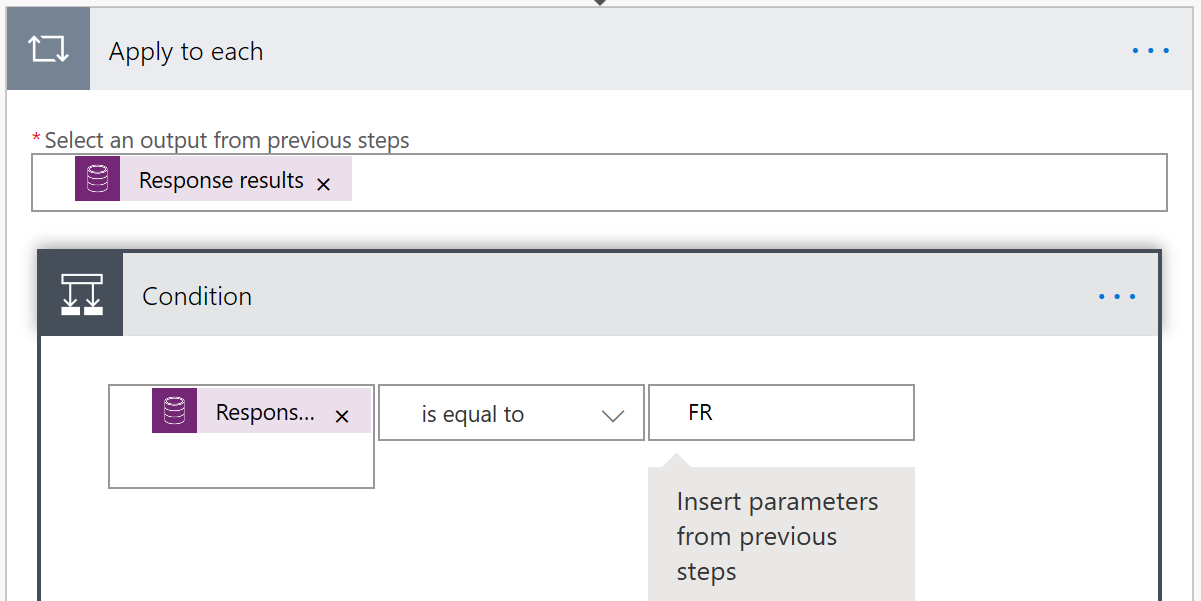 Apply to each
* Select an output from previous steps
Response results ×
Condition
Respons... ×
is equal to
FR
Insert parameters
from previous
steps